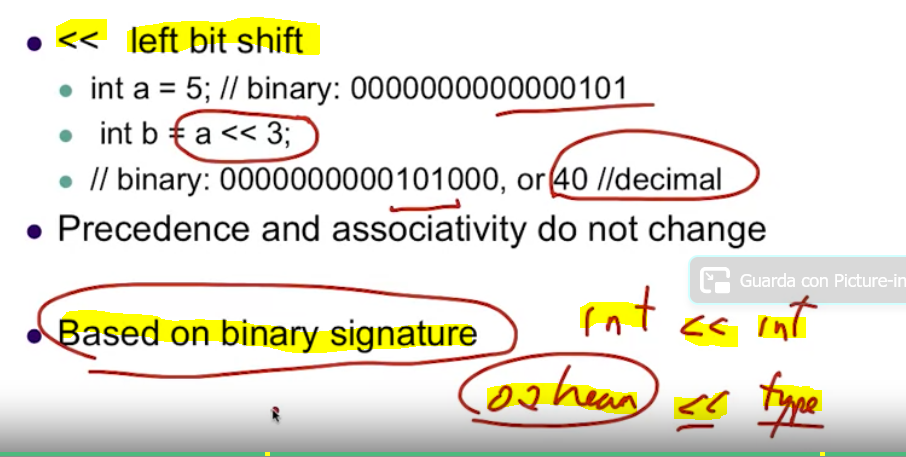 << left bit shift
int a = 5; // binary: 0000000000000101
int b = a << 3;
// binary: 0000000000101000, or 40 //decimal
Precedence and associativity do not change
Guarda con Picture-in
Based on binary signature
int << int
<< type